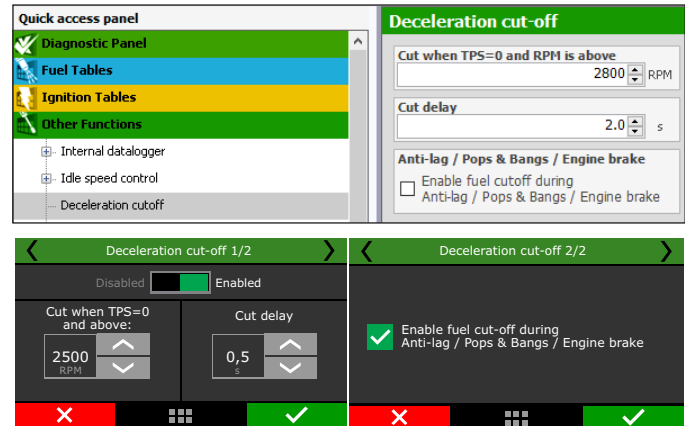 Quick access panel
Diagnostic Panel
Fuel Tables
Ignition Tables
Other Functions
Internal datalogger
Idle speed control
Deceleration cutoff
Deceleration cut-off
Cut when TPS=0 and RPM is above
2800 RPM
Cut delay
2.0 s
Anti-lag / Pops & Bangs / Engine brake
Enable fuel cutoff during
Anti-lag / Pops & Bangs / Engine brake
Deceleration cut-off 1/2
Disabled Enabled
Cut when TPS=0
and above:
2500
RPM
Cut delay
0,5
s
Deceleration cut-off 2/2
Enable fuel cut-off during
Anti-lag / Pops & Bangs / Engine brake